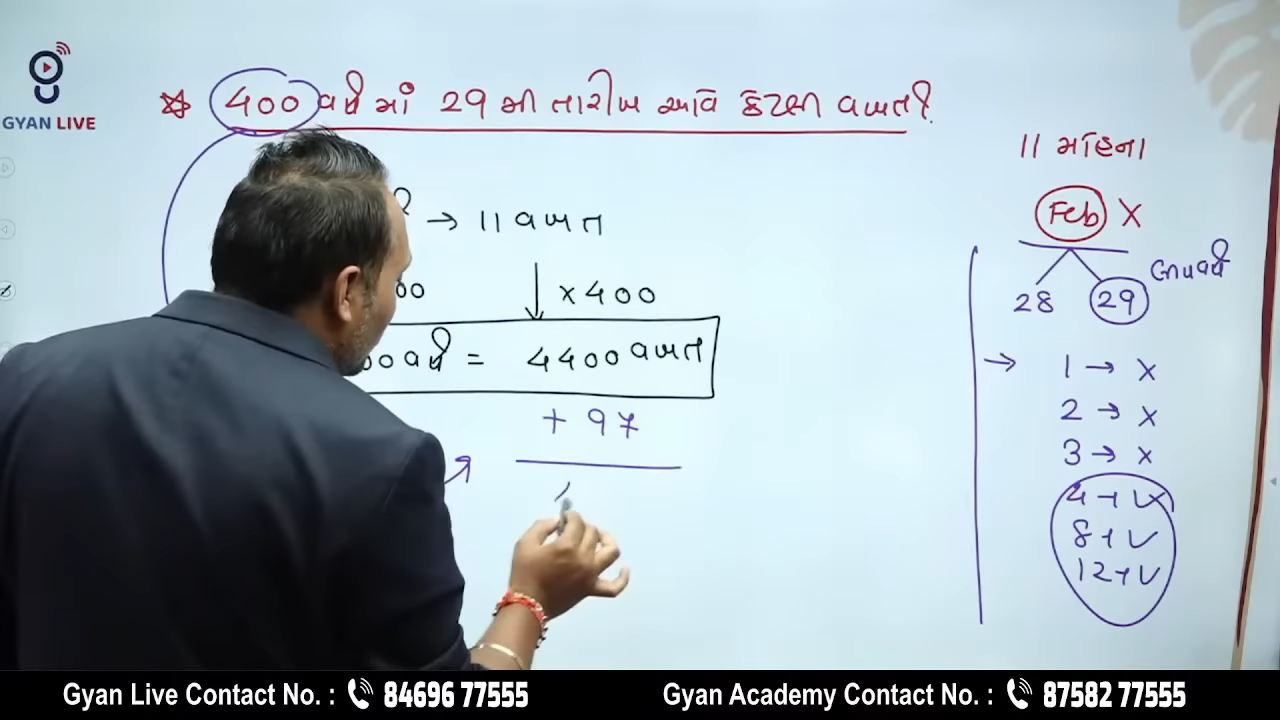 GYAN LIVE
400 વર્ષ માં 29 મી તારીખ આવે કેટલી વખત?
→ 11 વખત
00 ↓ ×400
00 વર્ષ = 4400 વખત
+ 97
11 મહિના
Feb X
28 29 લીપવર્ષ
→ 1 → X
2 → X
3 → X
4 → ✓
8 → ✓
12 → ✓
Gyan Live Contact No. : 84696 77555
Gyan Academy Contact No. : 87582 77555